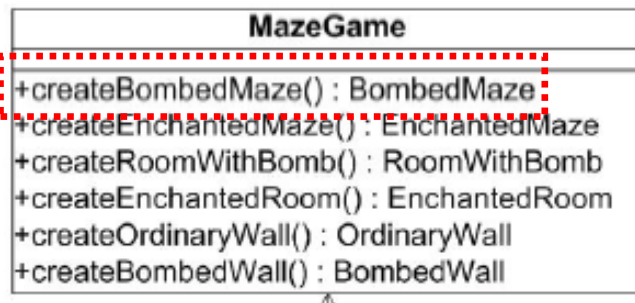 MazeGame
+createBombedMaze() : BombedMaze
+createEnchantedMaze() : EnchantedMaze
+createRoomWithBomb() : RoomWithBomb
+createEnchantedRoom() : EnchantedRoom
+createOrdinaryWall() : OrdinaryWall
+createBombedWall() : BombedWall